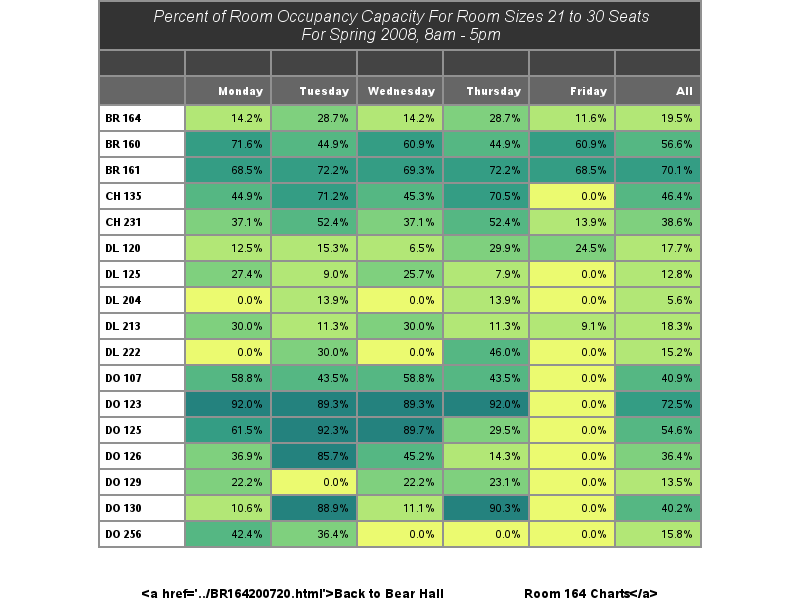 Percent of Room Occupancy Capacity For Room Sizes 21 to 30 Seats
For Spring 2008, 8am - 5pm
Monday Tuesday Wednesday Thursday Friday All
BR 164 14.2% 28.7% 14.2% 28.7% 11.6% 19.5%
BR 160 71.6% 44.9% 60.9% 44.9% 60.9% 56.6%
BR 161 68.5% 72.2% 69.3% 72.2% 68.5% 70.1%
CH 135 44.9% 71.2% 45.3% 70.5% 0.0% 46.4%
CH 231 37.1% 52.4% 37.1% 52.4% 13.9% 38.6%
DL 120 12.5% 15.3% 6.5% 29.9% 24.5% 17.7%
DL 125 27.4% 9.0% 25.7% 7.9% 0.0% 12.8%
DL 204 0.0% 13.9% 0.0% 13.9% 0.0% 5.6%
DL 213 30.0% 11.3% 30.0% 11.3% 9.1% 18.3%
DL 222 0.0% 30.0% 0.0% 46.0% 0.0% 15.2%
DO 107 58.8% 43.5% 58.8% 43.5% 0.0% 40.9%
DO 123 92.0% 89.3% 89.3% 92.0% 0.0% 72.5%
DO 125 61.5% 92.3% 89.7% 29.5% 0.0% 54.6%
DO 126 36.9% 85.7% 45.2% 14.3% 0.0% 36.4%
DO 129 22.2% 0.0% 22.2% 23.1% 0.0% 13.5%
DO 130 10.6% 88.9% 11.1% 90.3% 0.0% 40.2%
DO 256 42.4% 36.4% 0.0% 0.0% 0.0% 15.8%
<a href='../BR164200720.html'>Back to Bear Hall Room 164 Charts</a>